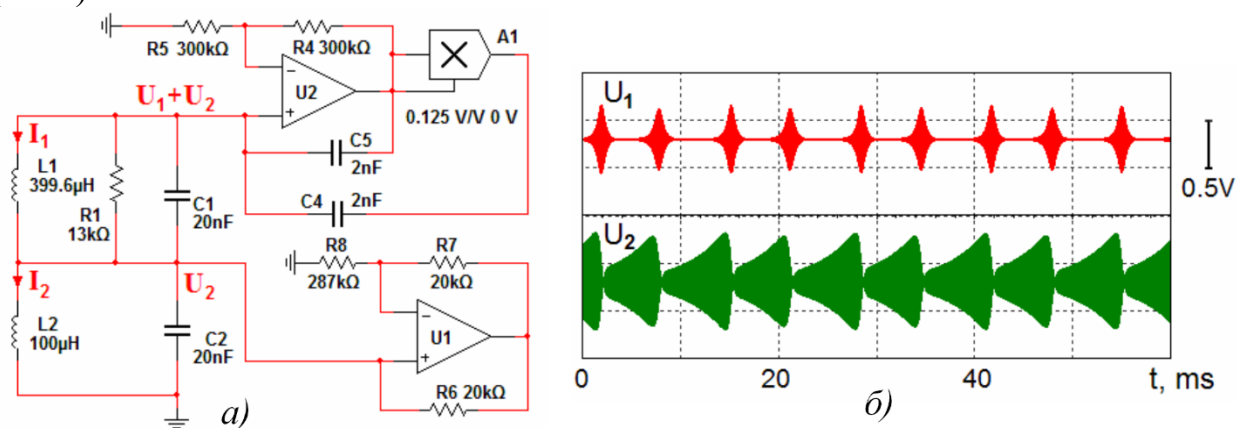 R5 300kΩ
R4 300kΩ
A1
U2
0.125 V/V 0 V
U1+U2
I1
L1
399.6µH
R1
13kΩ
C1
20nF
C5
2nF
C4
2nF
R8
287kΩ
R7
20kΩ
I2
U2
L2
100µH
C2
20nF
U1
R6 20kΩ
а)
U1
0.5V
U2
0
20
40
t, ms
б)